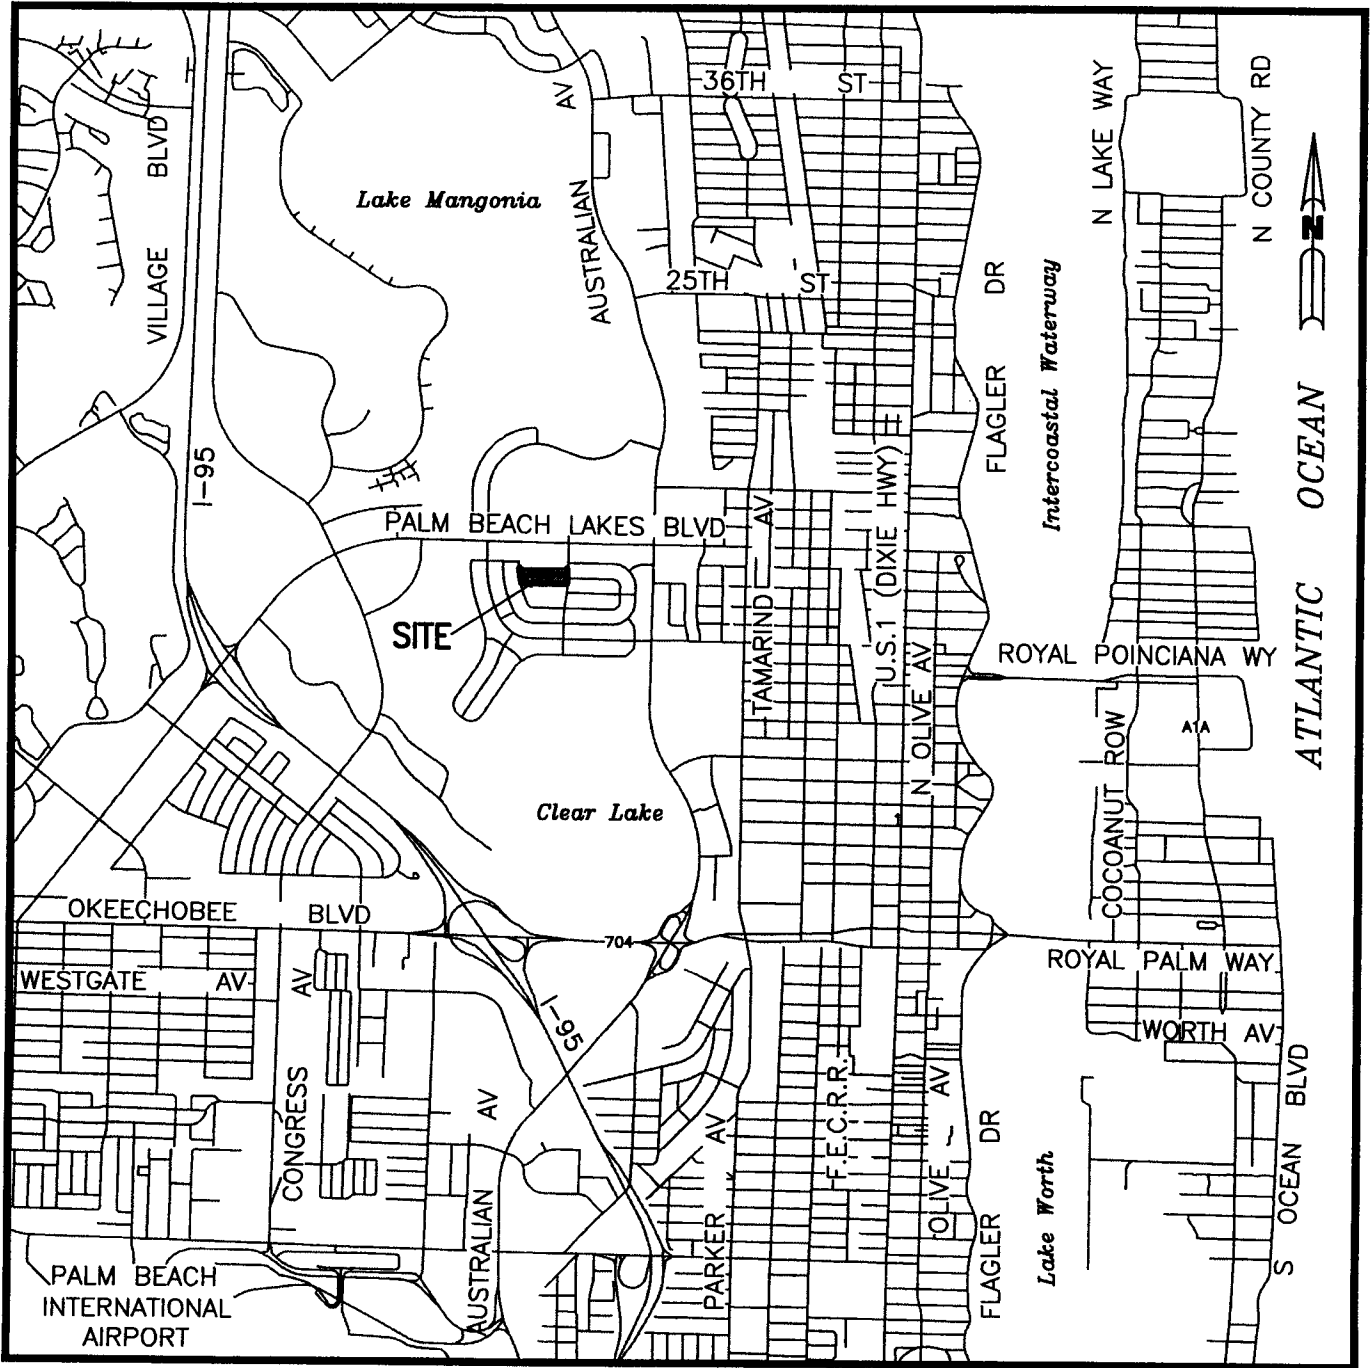 36TH ST
AV
N LAKE WAY
N COUNTY RD
VILLAGE BLVD
Lake Mangonia
AUSTRALIAN
N
25TH ST
FLAGLER DR
Intercoastal Waterway
ATLANTIC OCEAN
I-95
PALM BEACH LAKES BLVD
TAMARIND AV
U.S.1 (DIXIE HWY)
SITE
N OLIVE AV
ROYAL POINCIANA WY
A1A
COCOANUT ROW
Clear Lake
1
OKEECHOBEE BLVD
704
ROYAL PALM WAY
WESTGATE AV
CONGRESS AV
I-95
WORTH AV
F.E.C.R.R.
OLIVE AV
FLAGLER DR
Lake Worth
S OCEAN BLVD
AUSTRALIAN AV
PARKER AV
PALM BEACH
INTERNATIONAL
AIRPORT